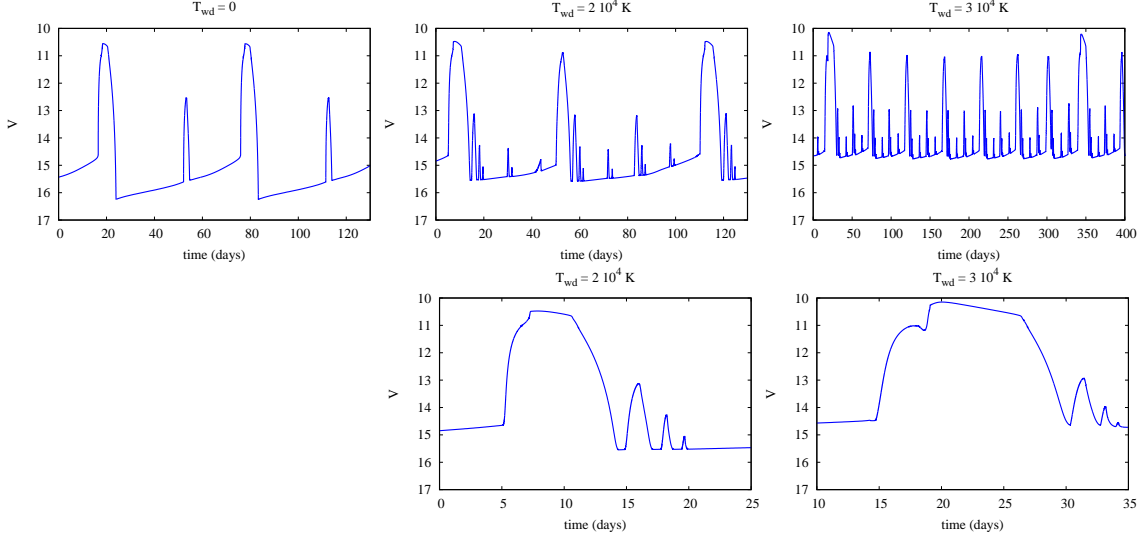 T_wd = 0
10
11
12
13
14
15
16
17
V
0 20 40 60 80 100 120
time (days)
T_wd = 2 10^4 K
10
11
12
13
14
15
16
17
V
0 20 40 60 80 100 120
time (days)
T_wd = 3 10^4 K
10
11
12
13
14
15
16
17
V
0 50 100 150 200 250 300 350 400
time (days)
T_wd = 2 10^4 K
10
11
12
13
14
15
16
17
V
0 5 10 15 20 25
time (days)
T_wd = 3 10^4 K
10
11
12
13
14
15
16
17
V
10 15 20 25 30 35
time (days)